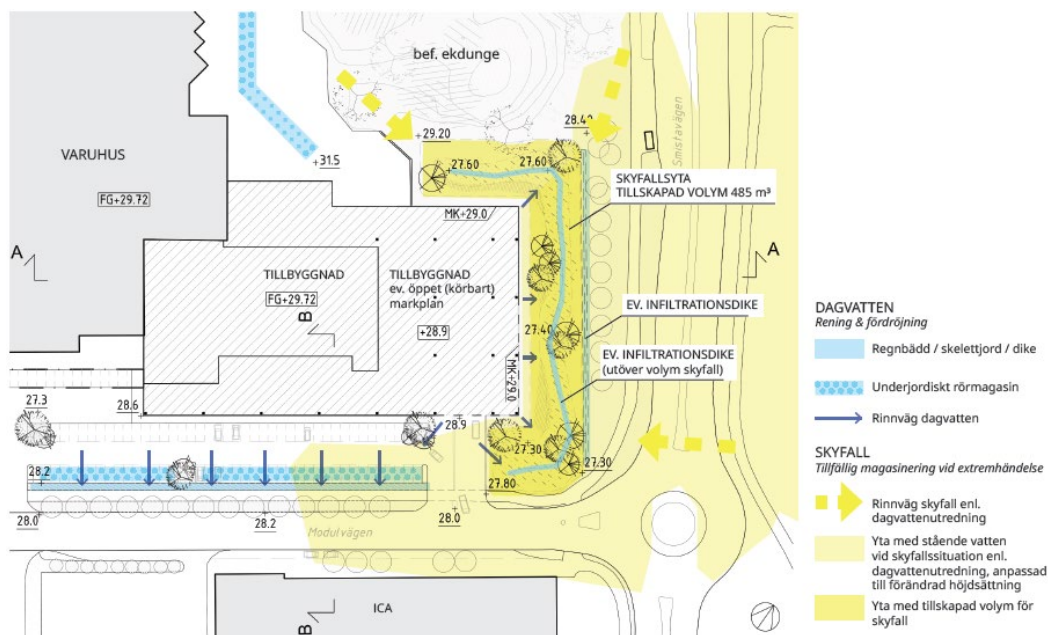 bef. ekdunge
Smistavägen
28.40
+29.20
27.60
27.60
+31.5
VARUHUS
FG+29.72
SKYFALLSYTA
TILLSKAPAD VOLYM 485 m³
MK+29.0
A
A
TILLBYGGNAD
FG+29.72
TILLBYGGNAD
ev. öppet (körbart)
markplan
+28.9
B
EV. INFILTRATIONSDIKE
27.40
EV. INFILTRATIONSDIKE
(utöver volym skyfall)
MK+29.0
27.3
28.6
28.9
27.30
27.30
28.2
27.80
28.0
28.2
28.0
Modulvägen
ICA
B
DAGVATTEN
Rening & fördröjning
Regnbädd / skelettjord / dike
Underjordiskt rörmagasin
Rinnväg dagvatten
SKYFALL
Tillfällig magasinering vid extremhändelse
Rinnväg skyfall enl.
dagvattenutredning
Yta med stående vatten
vid skyfallssituation enl.
dagvattenutredning, anpassad
till förändrad höjdsättning
Yta med tillskapad volym för
skyfall